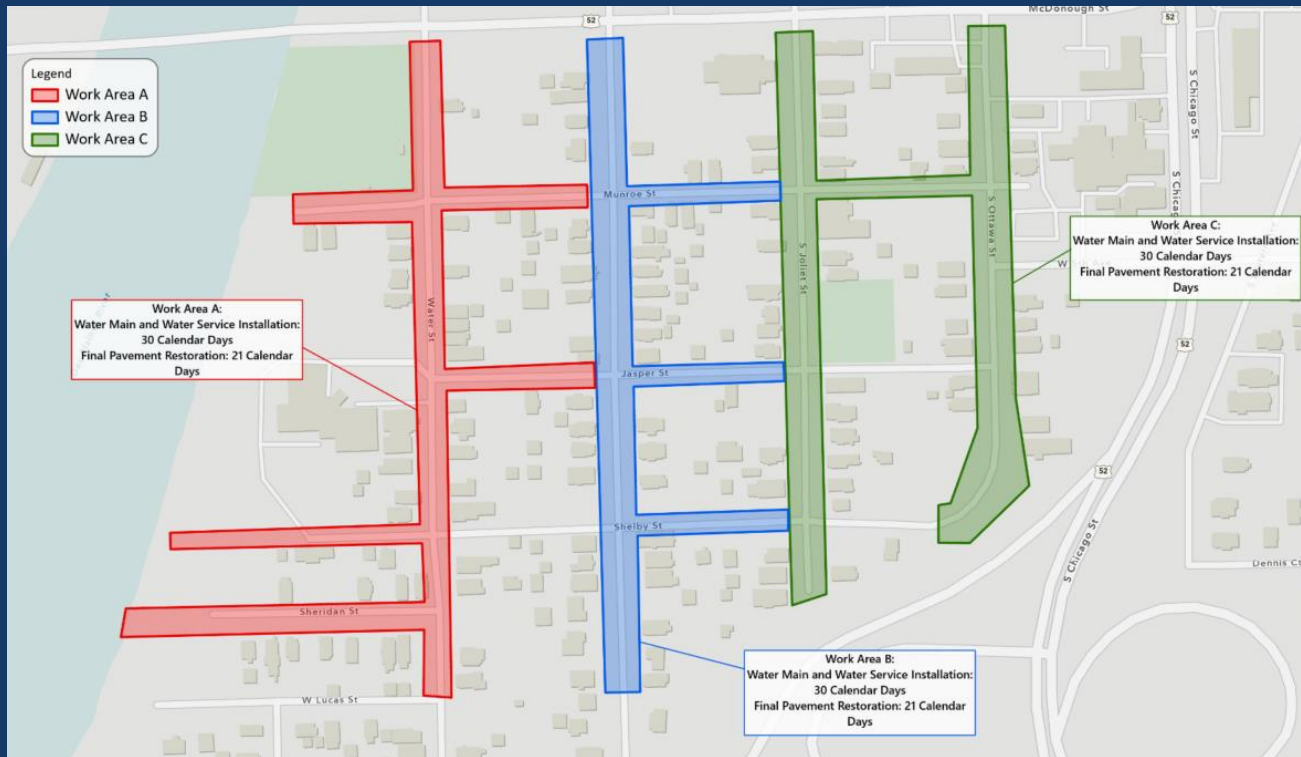 McDonough St
52
52
Legend
Work Area A
Work Area B
Work Area C
S Chicago St
S Chicago St
Munroe St
S Ottawa St
S Joliet St
Work Area C:
Water Main and Water Service Installation:
30 Calendar Days
Final Pavement Restoration: 21 Calendar
Days
Work Area A:
Water Main and Water Service Installation:
30 Calendar Days
Final Pavement Restoration: 21 Calendar
Days
Water St
52
Jasper St
52
Shelby St
S Chicago St
Dennis Ct
Sheridan St
W Lucas St
Work Area B:
Water Main and Water Service Installation:
30 Calendar Days
Final Pavement Restoration: 21 Calendar
Days